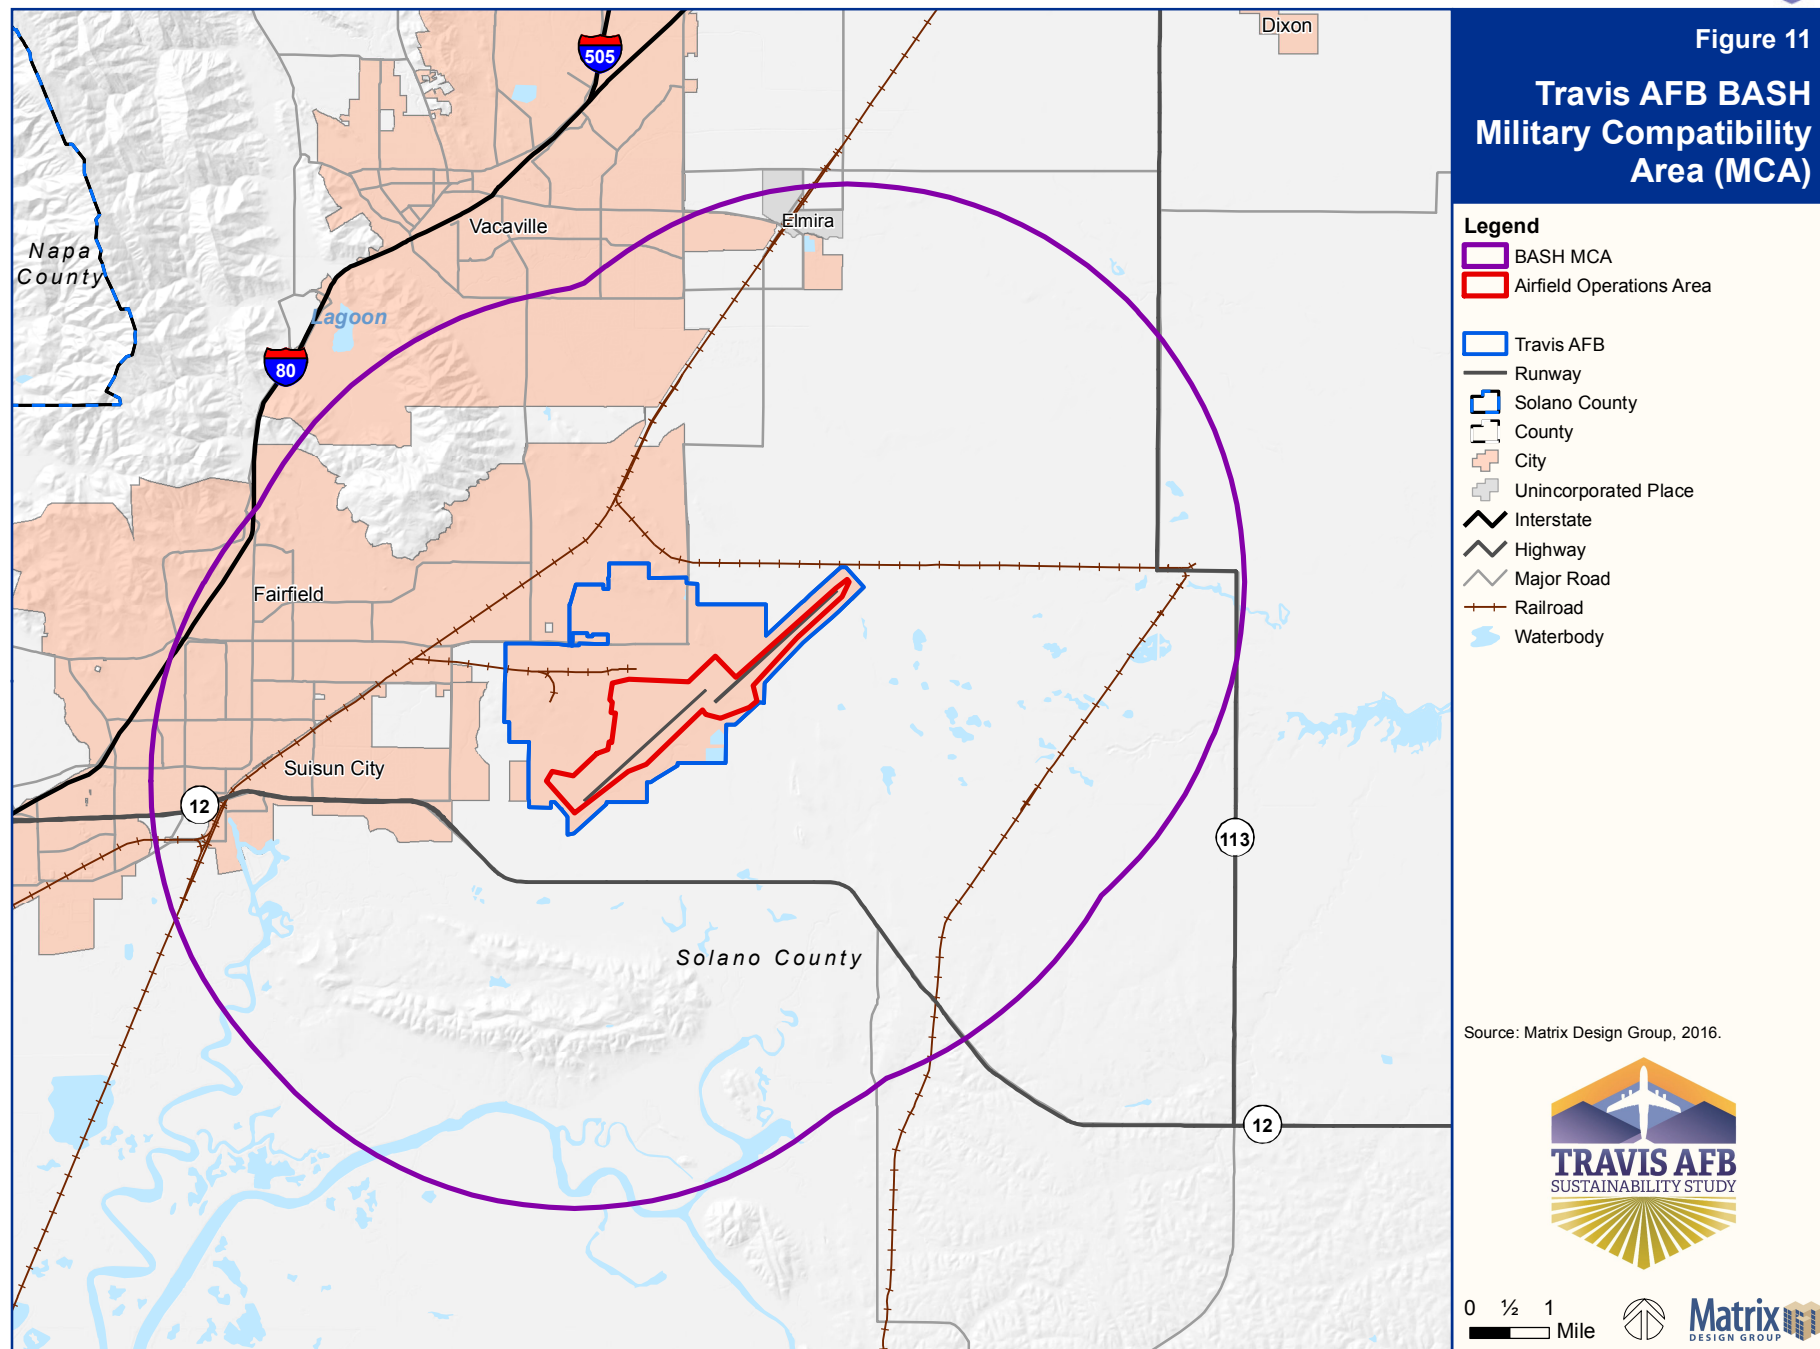 Figure 11
Travis AFB BASH
Military Compatibility
Area (MCA)
Legend
BASH MCA
Airfield Operations Area
Travis AFB
Runway
Solano County
County
City
Unincorporated Place
Interstate
Highway
Major Road
Railroad
Waterbody
Dixon
505
Vacaville
Elmira
Napa
County
Lagoon
80
Fairfield
Suisun City
12
113
Solano County
12
Source: Matrix Design Group, 2016.
TRAVIS AFB
SUSTAINABILITY STUDY
0 ½ 1
Mile
Matrix
DESIGN GROUP